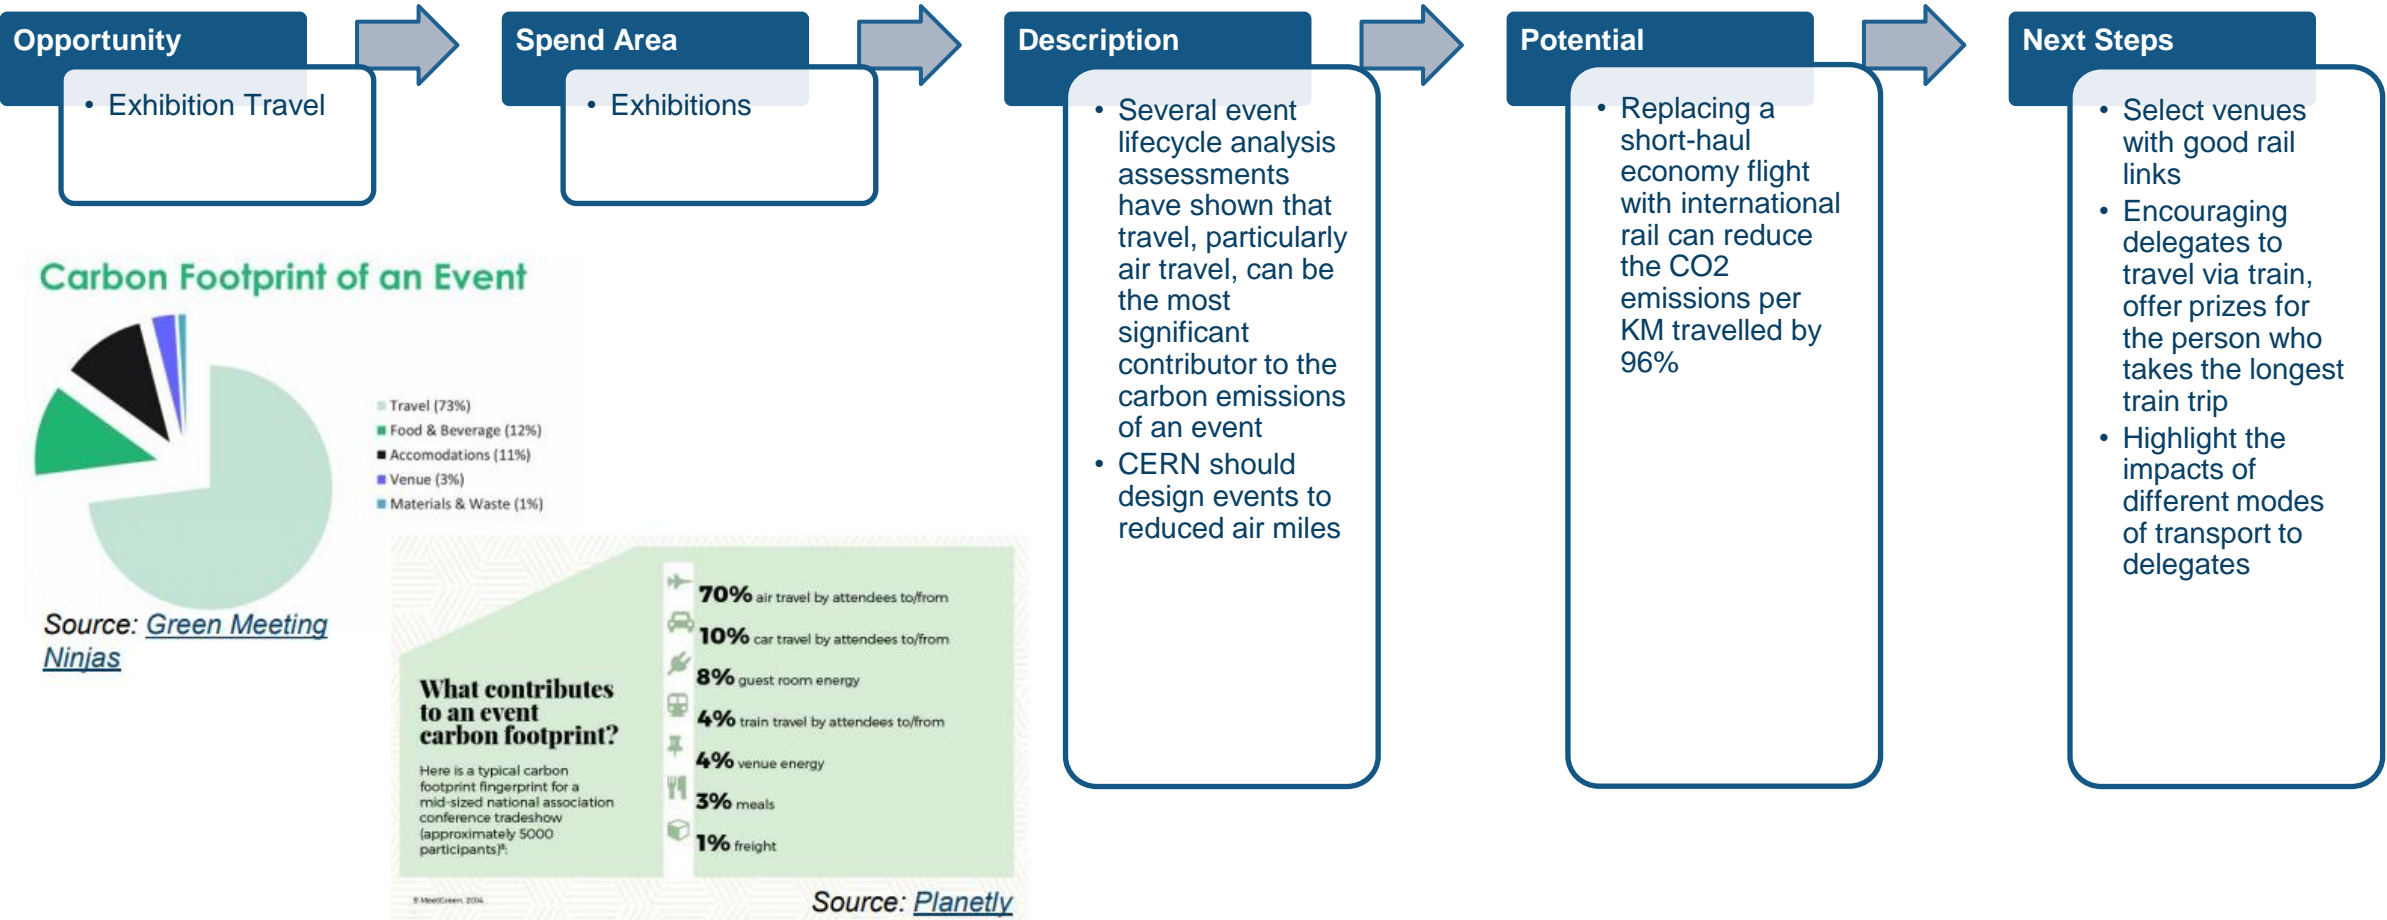 Opportunity
• Exhibition Travel
Spend Area
• Exhibitions
Description
• Several event
lifecycle analysis
assessments
have shown that
travel, particularly
air travel, can be
the most
significant
contributor to the
carbon emissions
of an event
• CERN should
design events to
reduced air miles
Potential
• Replacing a
short-haul
economy flight
with international
rail can reduce
the CO2
emissions per
KM travelled by
96%
Next Steps
• Select venues
with good rail
links
• Encouraging
delegates to
travel via train,
offer prizes for
the person who
takes the longest
train trip
• Highlight the
impacts of
different modes
of transport to
delegates
Carbon Footprint of an Event
Travel (73%)
Food & Beverage (12%)
Accomodations (11%)
Venue (3%)
Materials & Waste (1%)
Source: Green Meeting
Ninjas
What contributes
to an event
carbon footprint?
Here is a typical carbon
footprint fingerprint for a
mid-sized national association
conference tradeshow
(approximately 5000
participants)⁸:
70% air travel by attendees to/from
10% car travel by attendees to/from
8% guest room energy
4% train travel by attendees to/from
4% venue energy
3% meals
1% freight
8 MeetGreen, 2014.
Source: Planetly